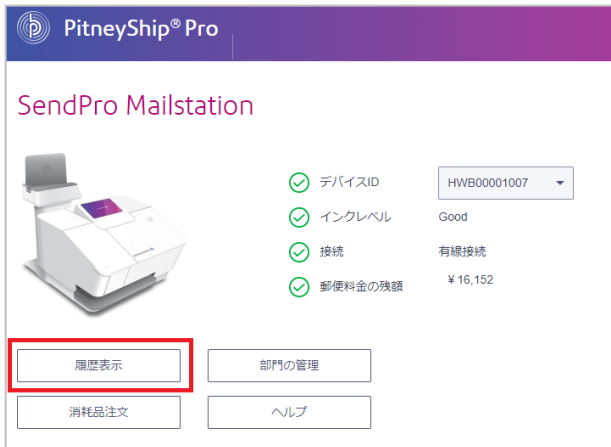 PitneyShip® Pro
SendPro Mailstation
デバイスID HWB00001007
インクレベル Good
接続 有線接続
郵便料金の残額 ¥ 16,152
履歴表示 部門の管理
消耗品注文 ヘルプ